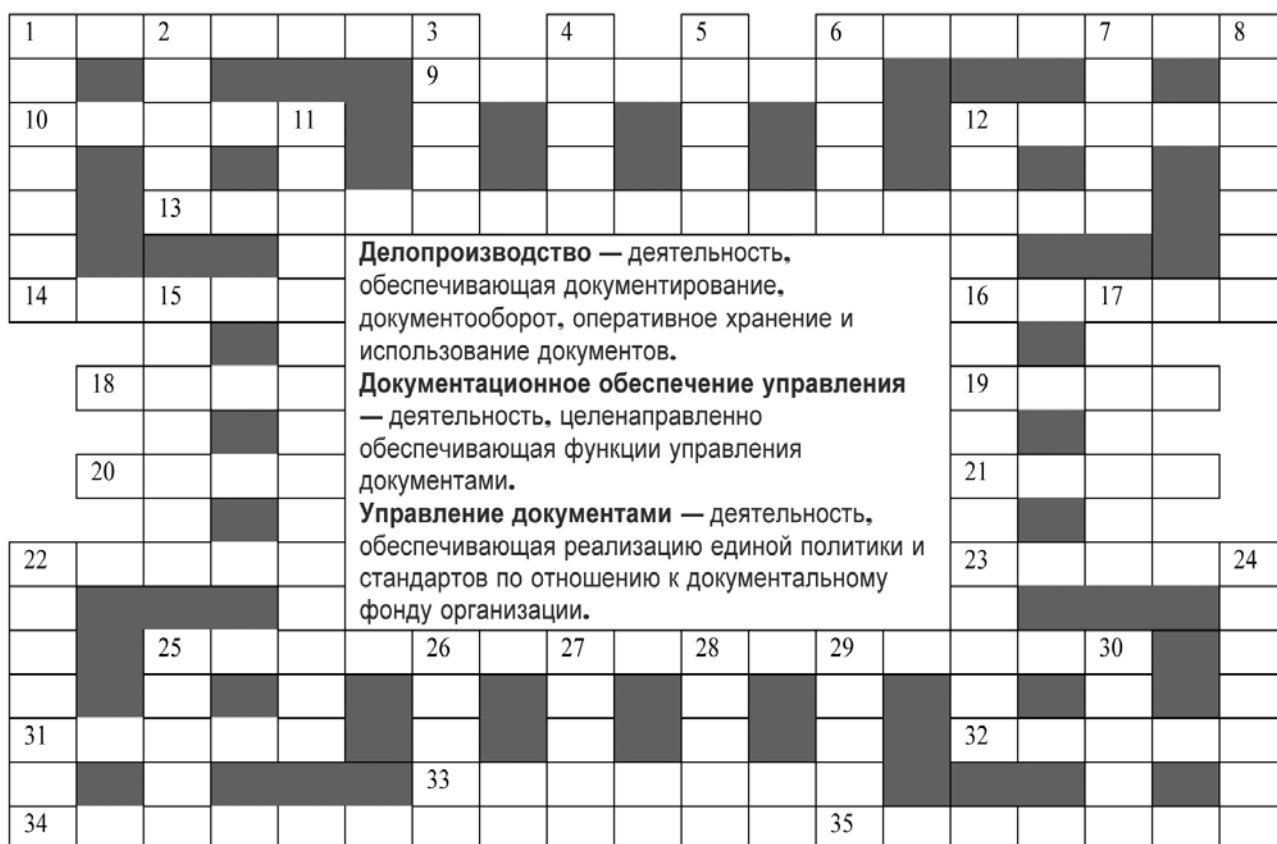 1 2 3 4 5 6 7 8
9
10 11 12
13
Делопроизводство — деятельность,
обеспечивающая документирование,
14 15 16 17
документооборот, оперативное хранение и
использование документов.
18 19
Документационное обеспечение управления
— деятельность, целенаправленно
обеспечивающая функции управления
20 21
документами.
Управление документами — деятельность,
обеспечивающая реализацию единой политики и
22 23 24
стандартов по отношению к документальному
фонду организации.
25 26 27 28 29 30
31 32
33
34 35